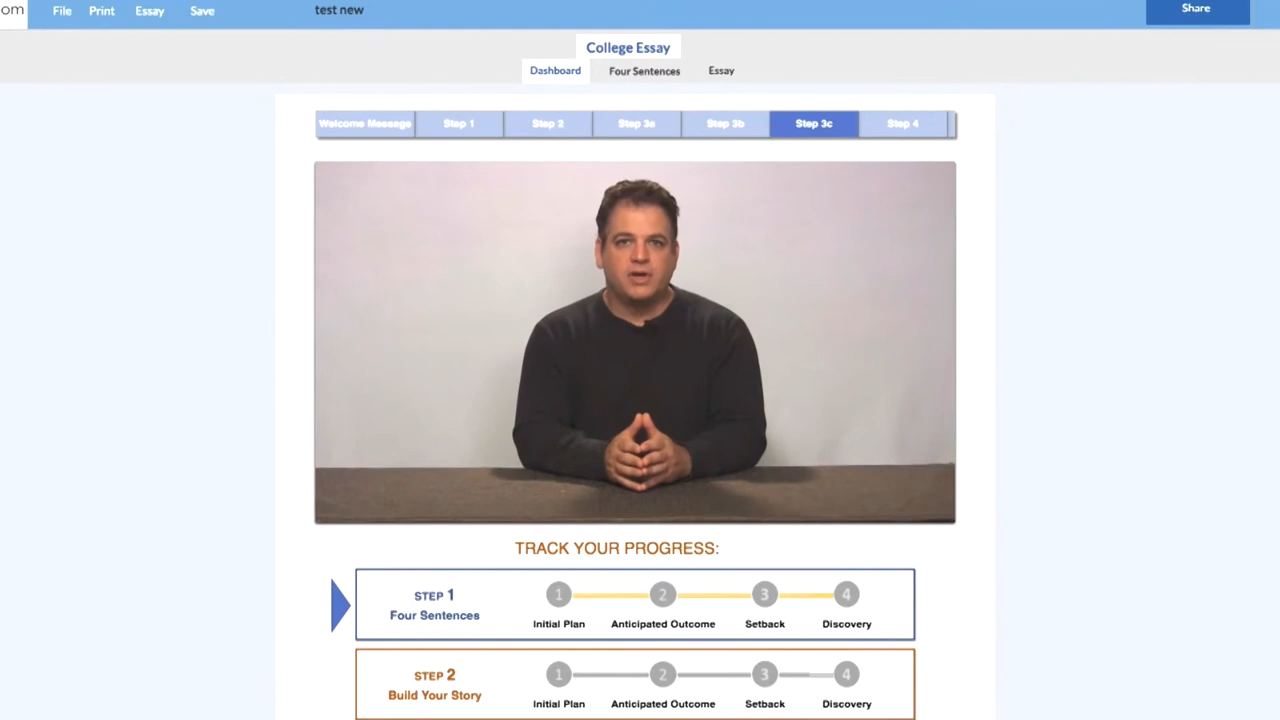 om File Print Essay Save test new Share
College Essay
Dashboard Four Sentences Essay
Welcome Message Step 1 Step 2 Step 3a Step 3b Step 3c Step 4
TRACK YOUR PROGRESS:
STEP 1
Four Sentences
1 2 3 4
Initial Plan Anticipated Outcome Setback Discovery
STEP 2
Build Your Story
1 2 3 4
Initial Plan Anticipated Outcome Setback Discovery